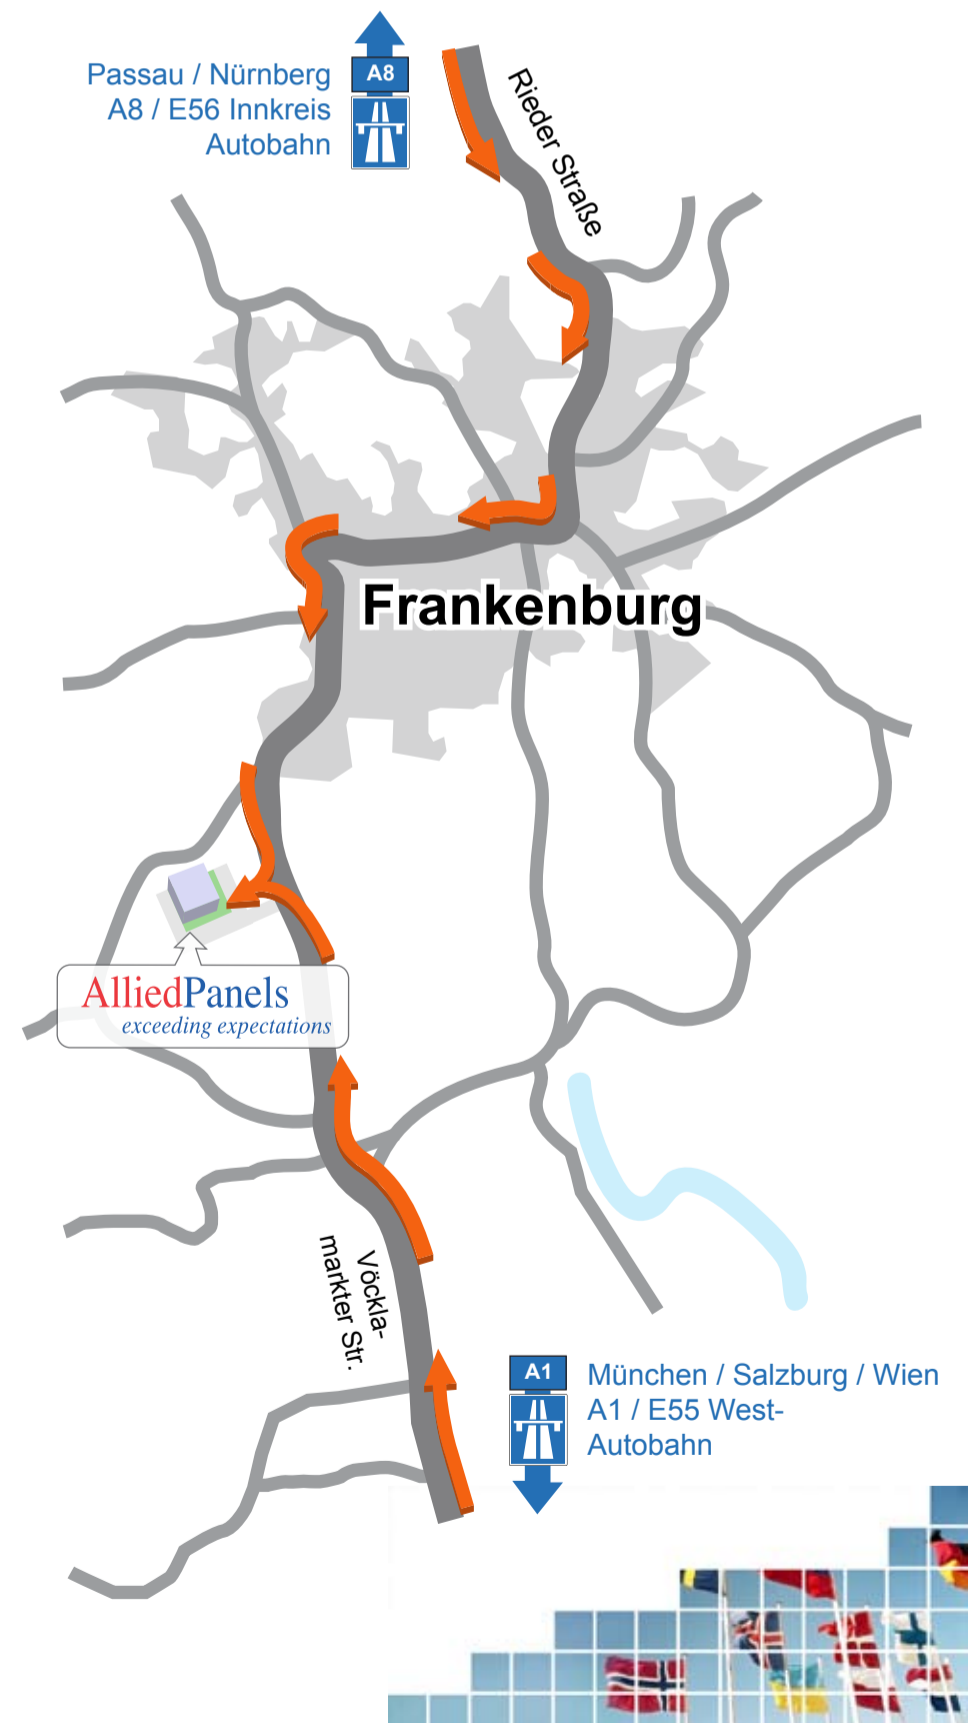 Passau / Nürnberg
A8 / E56 Innkreis
Autobahn
A8
Rieder Straße
Frankenburg
AlliedPanels
exceeding expectations
Vöckla-
markter Str.
A1
München / Salzburg / Wien
A1 / E55 West-
Autobahn